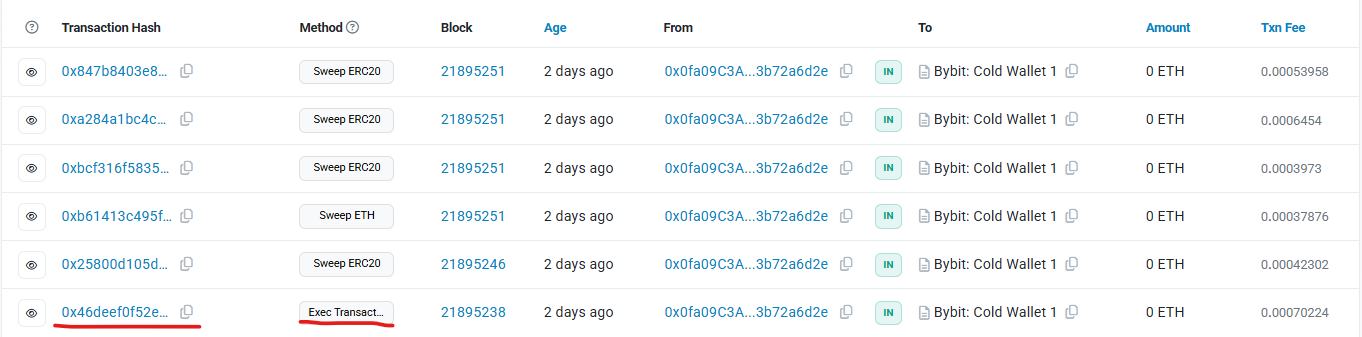 Transaction Hash Method Block Age From To Amount Txn Fee
0x847b8403e8... Sweep ERC20 21895251 2 days ago 0x0fa09C3A...3b72a6d2e IN Bybit: Cold Wallet 1 0 ETH 0.00053958
0xa284a1bc4c... Sweep ERC20 21895251 2 days ago 0x0fa09C3A...3b72a6d2e IN Bybit: Cold Wallet 1 0 ETH 0.0006454
0xbcf316f5835... Sweep ERC20 21895251 2 days ago 0x0fa09C3A...3b72a6d2e IN Bybit: Cold Wallet 1 0 ETH 0.0003973
0xb61413c495f... Sweep ETH 21895251 2 days ago 0x0fa09C3A...3b72a6d2e IN Bybit: Cold Wallet 1 0 ETH 0.00037876
0x25800d105d... Sweep ERC20 21895246 2 days ago 0x0fa09C3A...3b72a6d2e IN Bybit: Cold Wallet 1 0 ETH 0.00042302
0x46deef0f52e... Exec Transact... 21895238 2 days ago 0x0fa09C3A...3b72a6d2e IN Bybit: Cold Wallet 1 0 ETH 0.00070224